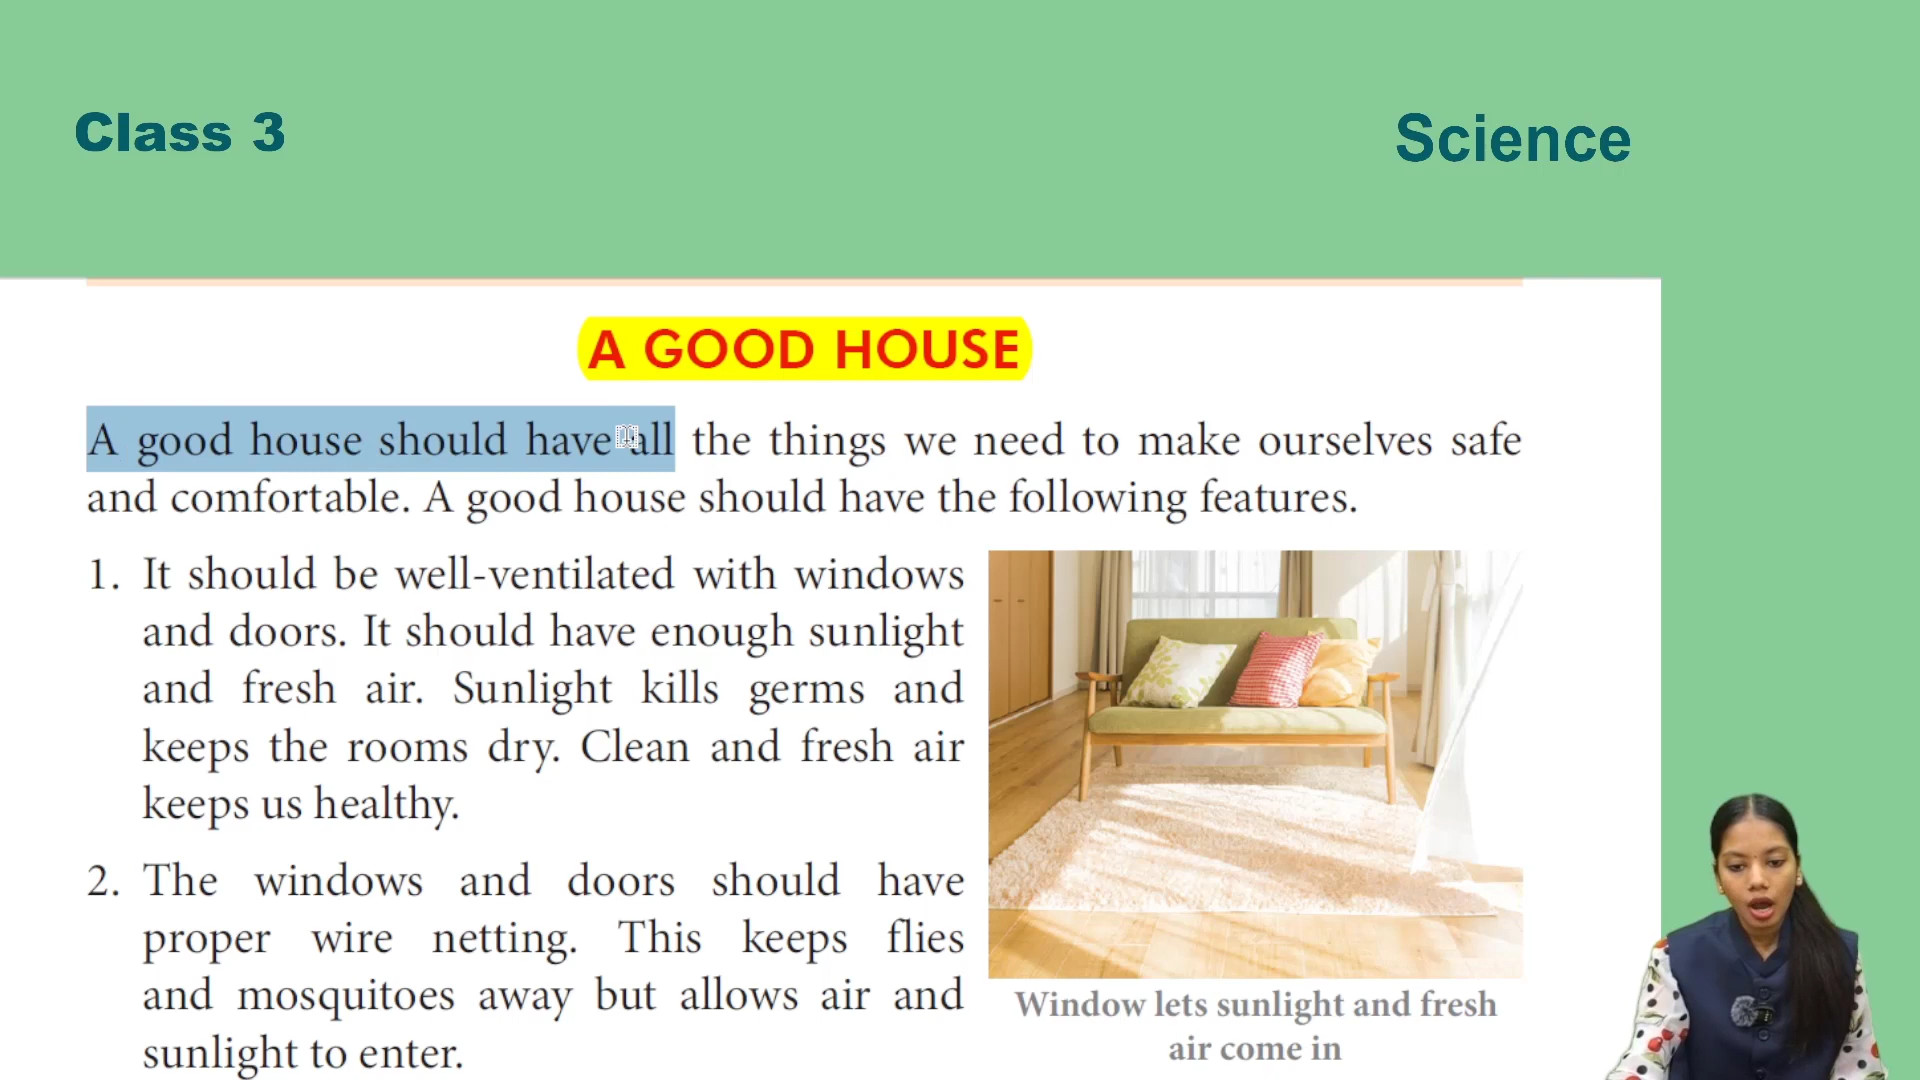 Class 3
Science
A GOOD HOUSE
A good house should have all the things we need to make ourselves safe
and comfortable. A good house should have the following features.
1. It should be well-ventilated with windows
and doors. It should have enough sunlight
and fresh air. Sunlight kills germs and
keeps the rooms dry. Clean and fresh air
keeps us healthy.
2. The windows and doors should have
proper wire netting. This keeps flies
and mosquitoes away but allows air and
sunlight to enter.
Window lets sunlight and fresh
air come in